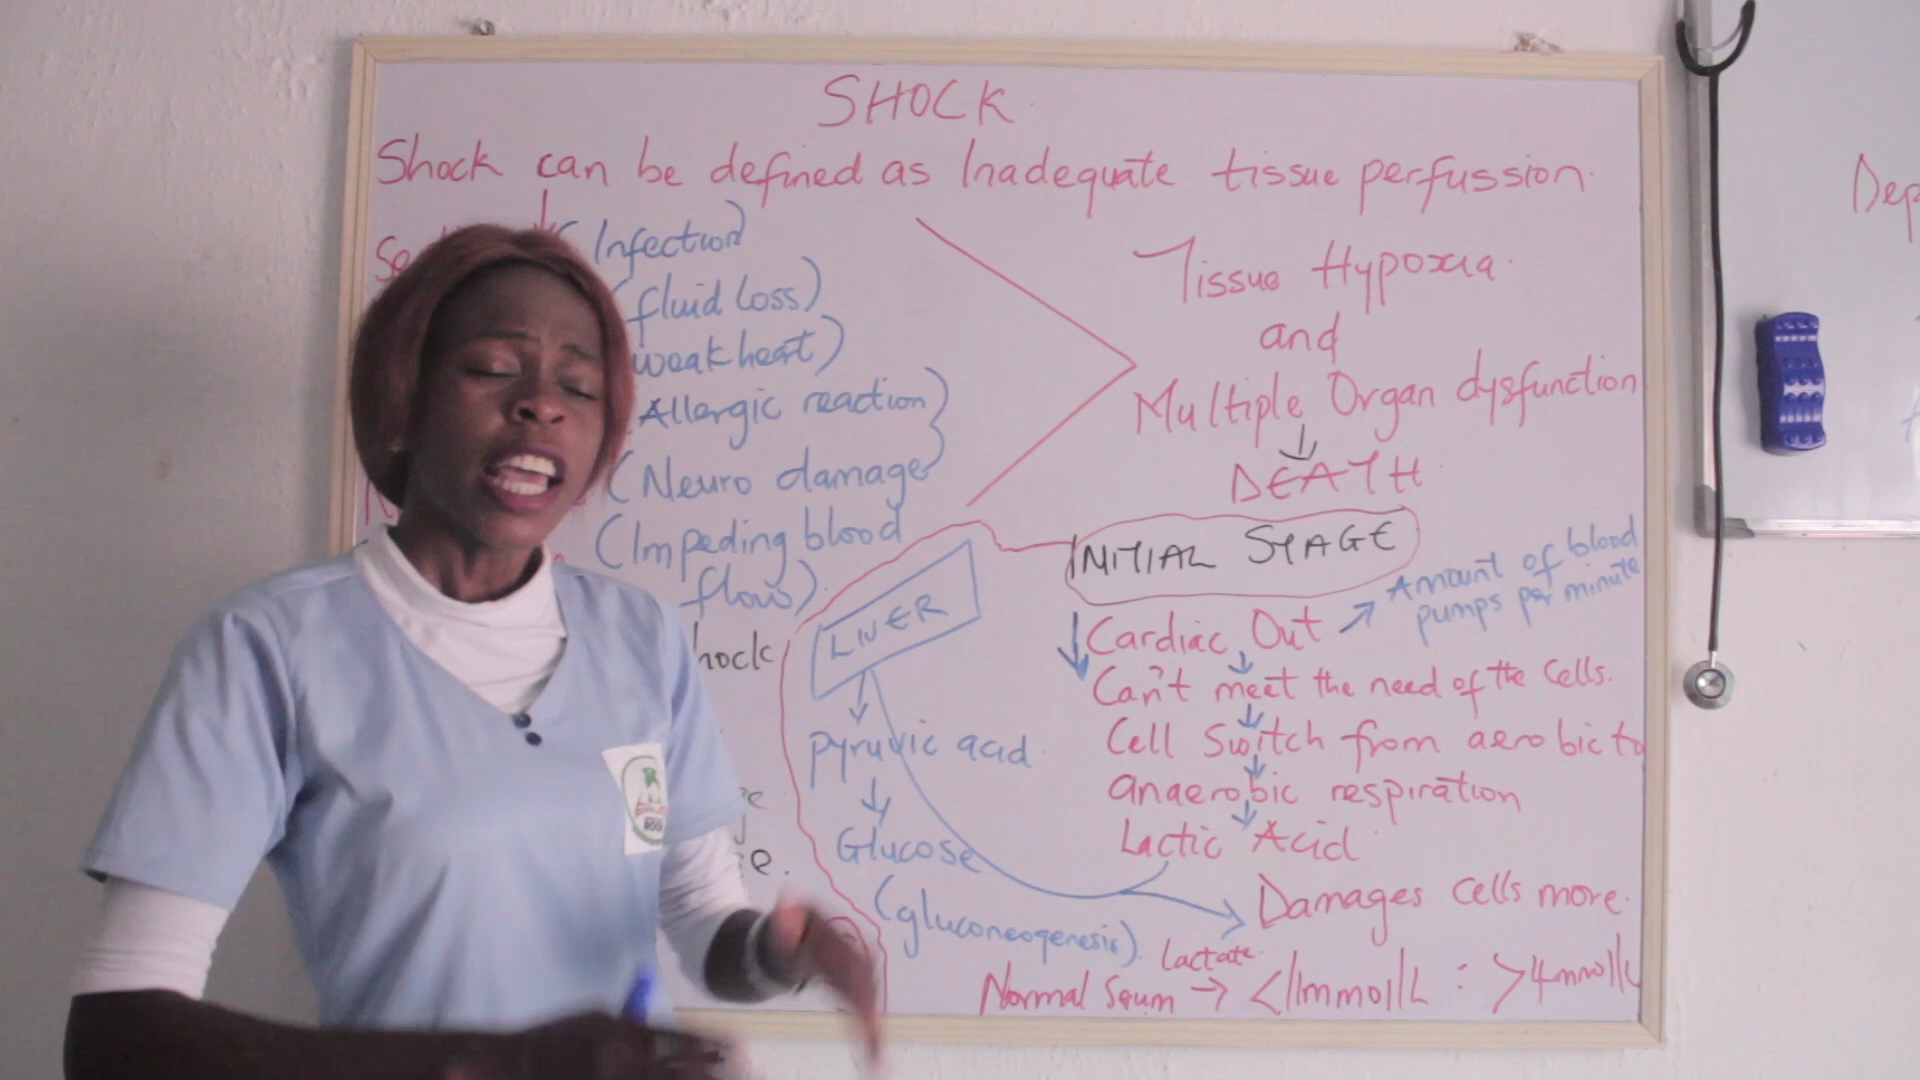 SHOCK
Shock can be defined as Inadequate tissue perfussion.
(Infection)
(fluid Loss)
weak heart)
Allergic reaction)
(Neuro damage)
(Impeding blood
flow).
hock
Tissue Hypoxia
and
Multiple Organ dysfunction
DEATH
INITIAL STAGE
Cardiac Out
Amount of blood
pumps per minute
Can't meet the need of the cells.
Cell Switch from aerobic to
anaerobic respiration
Lactic Acid
Damages cells more.
LIVER
pyruvic acid
Glucose
(gluconeogenesis).
Lactate
Normal Serum → <1mmol/L : >4mmol/L
Dep